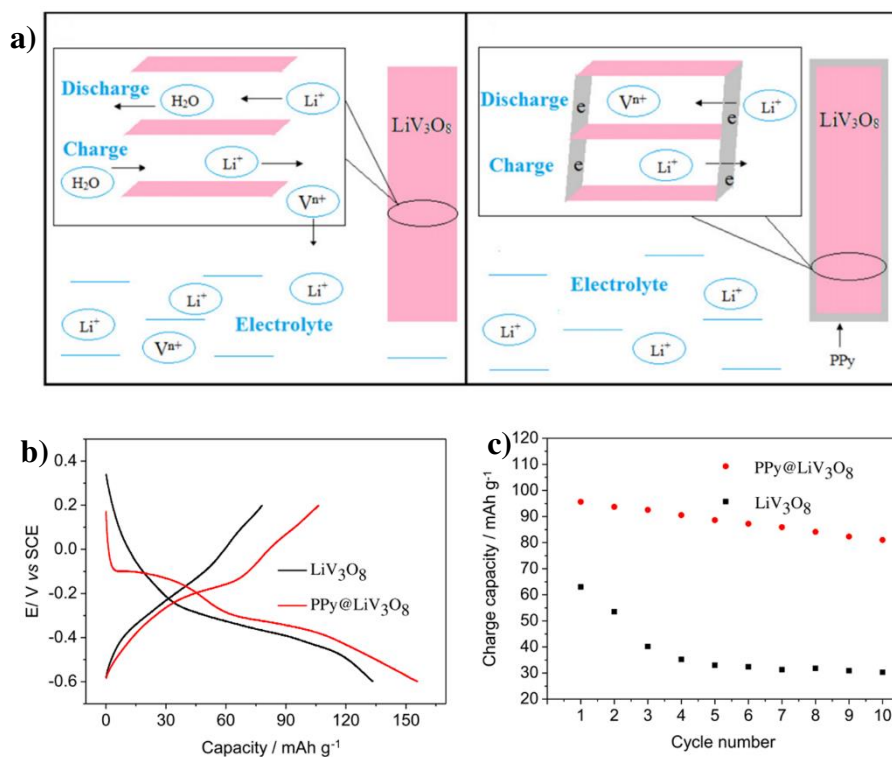 a)
Discharge
H₂O
Li⁺
Charge
H₂O
Li⁺
Vⁿ⁺
LiV₃O₈
Li⁺
Li⁺
Electrolyte
Li⁺
Vⁿ⁺
Discharge
e
Vⁿ⁺
e
Li⁺
Charge
e
Li⁺
e
LiV₃O₈
Electrolyte
Li⁺
Li⁺
Li⁺
PPy
b)
E/ V vs SCE
0.4
0.2
0.0
-0.2
-0.4
-0.6
LiV₃O₈
PPy@LiV₃O₈
0 30 60 90 120 150
Capacity / mAh g⁻¹
c)
Charge capacity / mAh g⁻¹
120
110
100
90
80
70
60
50
40
30
20
PPy@LiV₃O₈
LiV₃O₈
1 2 3 4 5 6 7 8 9 10
Cycle number